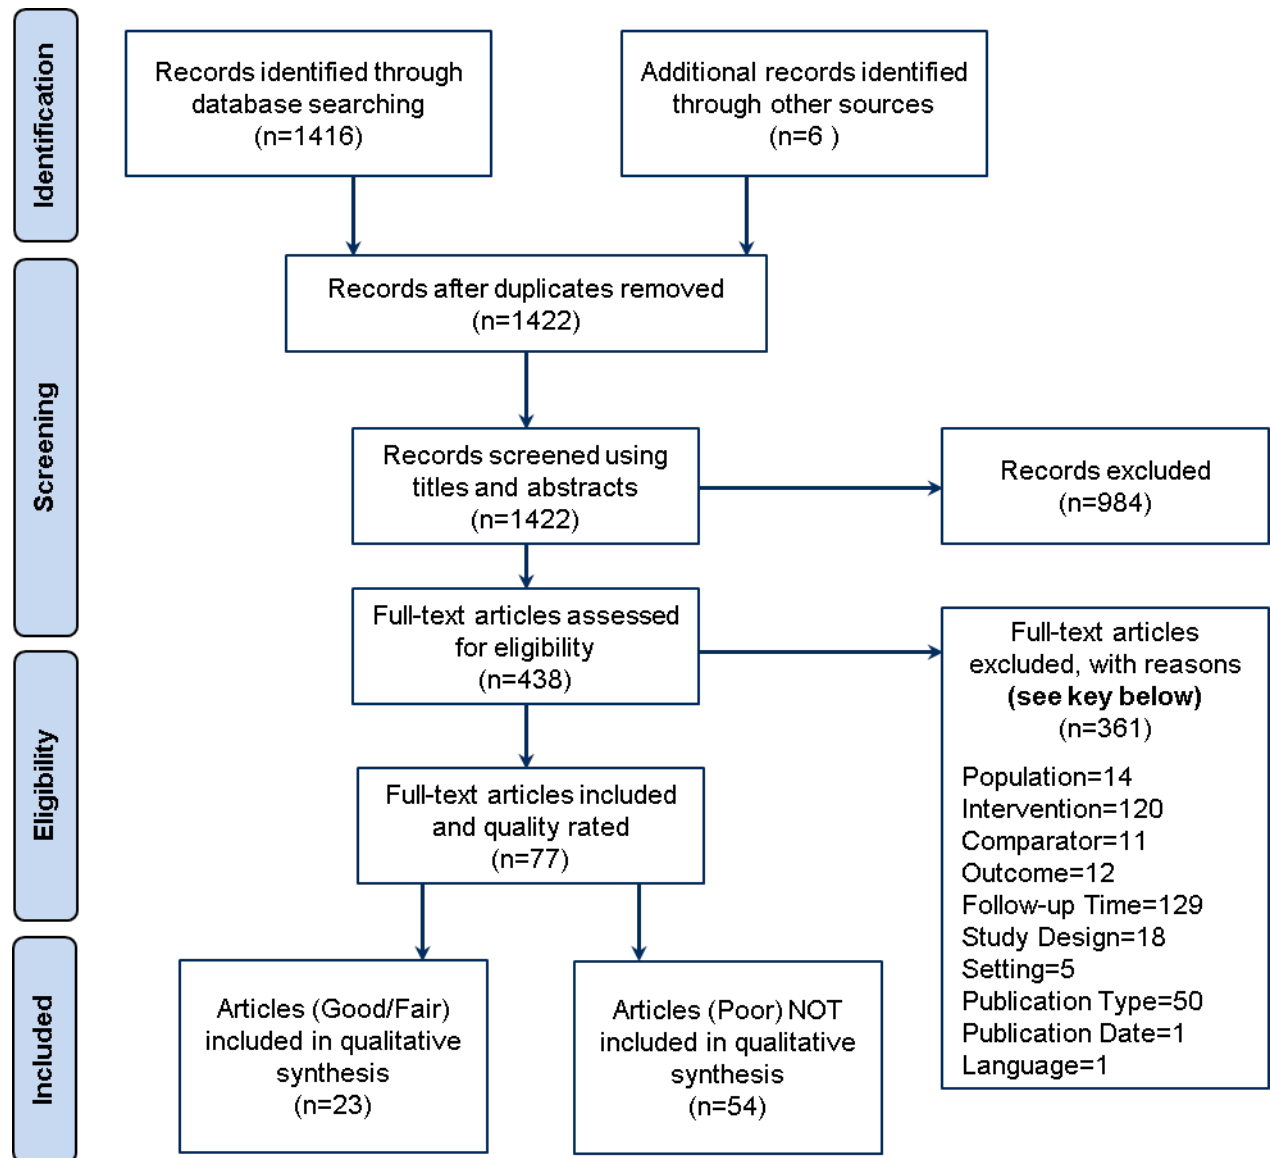 Identification
Records identified through
database searching
(n=1416)
Additional records identified
through other sources
(n=6 )
Screening
Records after duplicates removed
(n=1422)
Records screened using
titles and abstracts
(n=1422)
Records excluded
(n=984)
Full-text articles assessed
for eligibility
(n=438)
Full-text articles
excluded, with reasons
(see key below)
(n=361)
Population=14
Intervention=120
Comparator=11
Outcome=12
Follow-up Time=129
Study Design=18
Setting=5
Publication Type=50
Publication Date=1
Language=1
Eligibility
Full-text articles included
and quality rated
(n=77)
Included
Articles (Good/Fair)
included in qualitative
synthesis
(n=23)
Articles (Poor) NOT
included in qualitative
synthesis
(n=54)